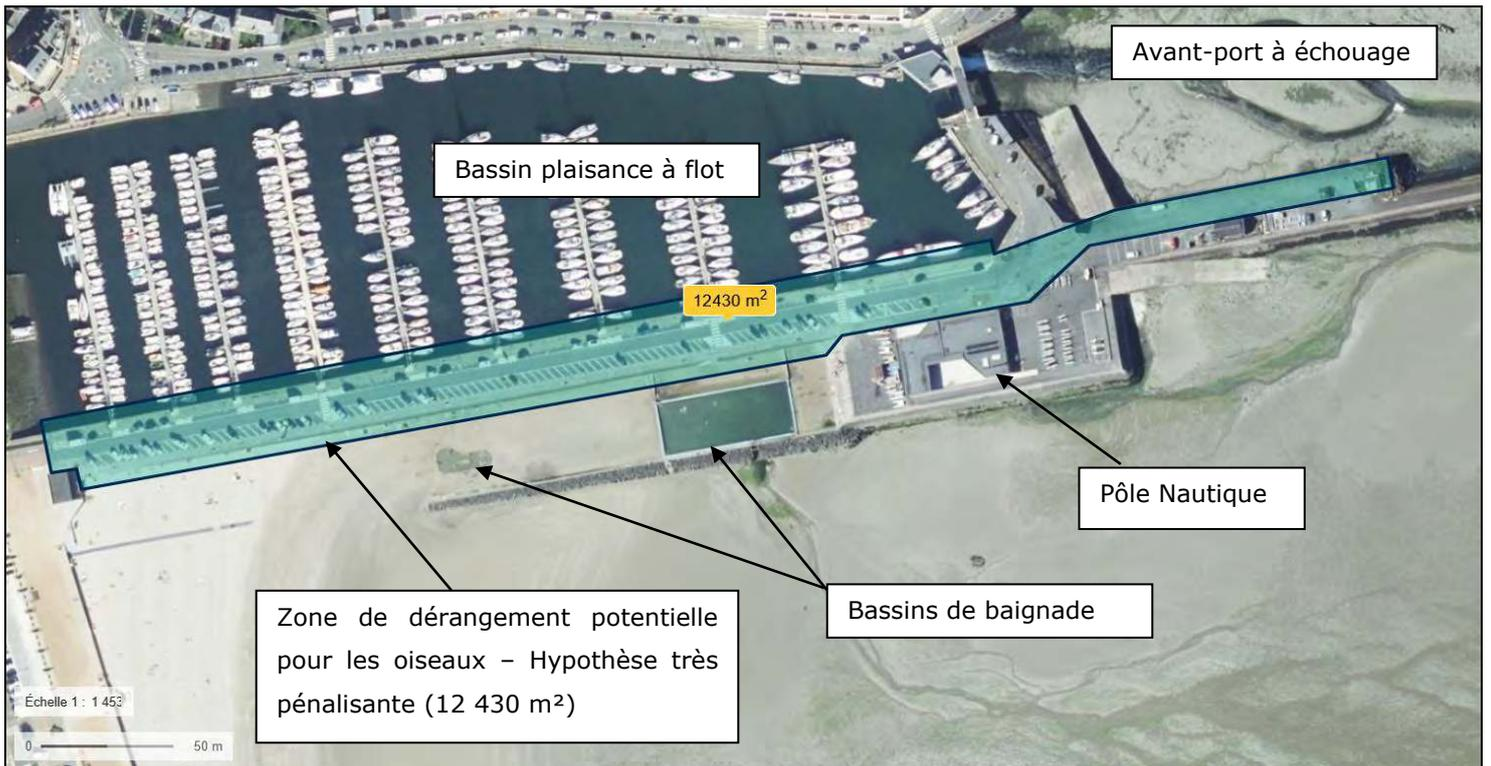 Avant-port à échouage
Bassin plaisance à flot
12430 m²
Pôle Nautique
Bassins de baignade
Zone de dérangement potentielle
pour les oiseaux – Hypothèse très
pénalisante (12 430 m²)
Échelle 1 : 1 453
0 50 m